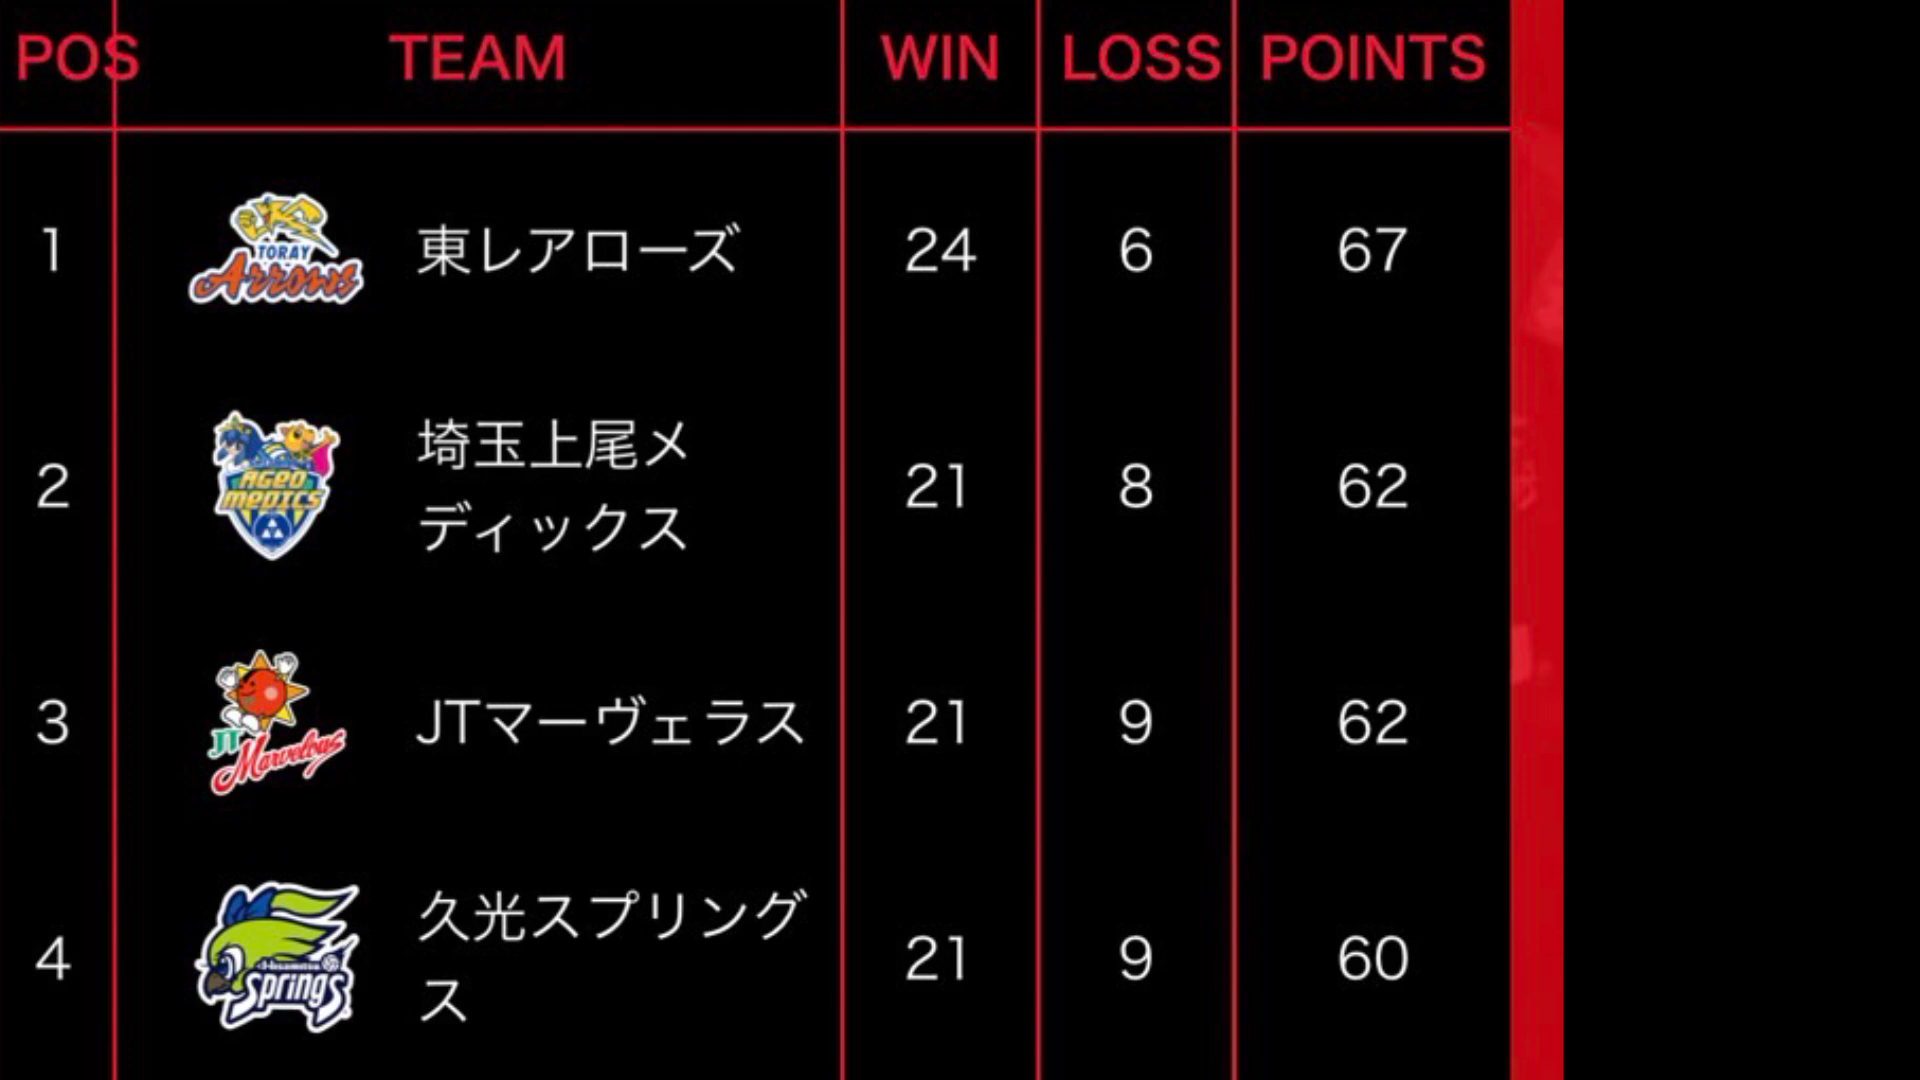 POS TEAM WIN LOSS POINTS
1 TORAY Arrows 東レアローズ 24 6 67
2 AGEO MEDICS 埼玉上尾メ
ディックス 21 8 62
3 JT Marvelous JTマーヴェラス 21 9 62
4 Hisamitsu Springs 久光スプリング
ス 21 9 60